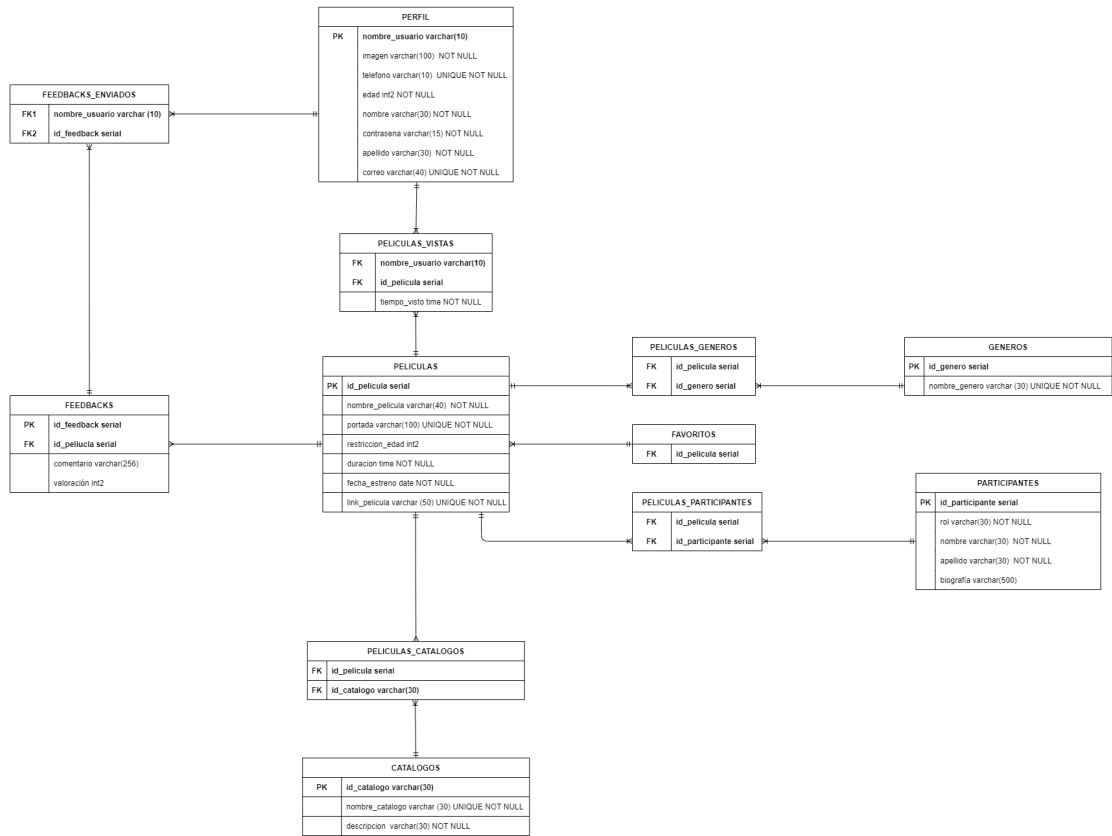 PERFIL
PK nombre_usuario varchar(10)
imagen varchar(100) NOT NULL
telefono varchar(10) UNIQUE NOT NULL
edad int2 NOT NULL
nombre varchar(30) NOT NULL
contrasena varchar(15) NOT NULL
apellido varchar(30) NOT NULL
correo varchar(40) UNIQUE NOT NULL
FEEDBACKS_ENVIADOS
FK1 nombre_usuario varchar (10)
FK2 id_feedback serial
PELICULAS_VISTAS
FK nombre_usuario varchar(10)
FK id_pelicula serial
tiempo_visto time NOT NULL
PELICULAS
PK id_pelicula serial
nombre_pelicula varchar(40) NOT NULL
portada varchar(100) UNIQUE NOT NULL
restriccion_edad int2
duracion time NOT NULL
fecha_estreno date NOT NULL
link_pelicula varchar (50) UNIQUE NOT NULL
PELICULAS_GENEROS
FK id_pelicula serial
FK id_genero serial
GENEROS
PK id_genero serial
nombre_genero varchar (30) UNIQUE NOT NULL
FEEDBACKS
PK id_feedback serial
FK id_peliucla serial
comentario varchar(256)
valoración int2
FAVORITOS
FK id_pelicula serial
PELICULAS_PARTICIPANTES
FK id_pelicula serial
FK id_participante serial
PARTICIPANTES
PK id_participante serial
rol varchar(30) NOT NULL
nombre varchar(30) NOT NULL
apellido varchar(30) NOT NULL
biografía varchar(500)
PELICULAS_CATALOGOS
FK id_pelicula serial
FK id_catalogo varchar(30)
CATALOGOS
PK id_catalogo varchar(30)
nombre_catalogo varchar (30) UNIQUE NOT NULL
descripcion varchar(30) NOT NULL